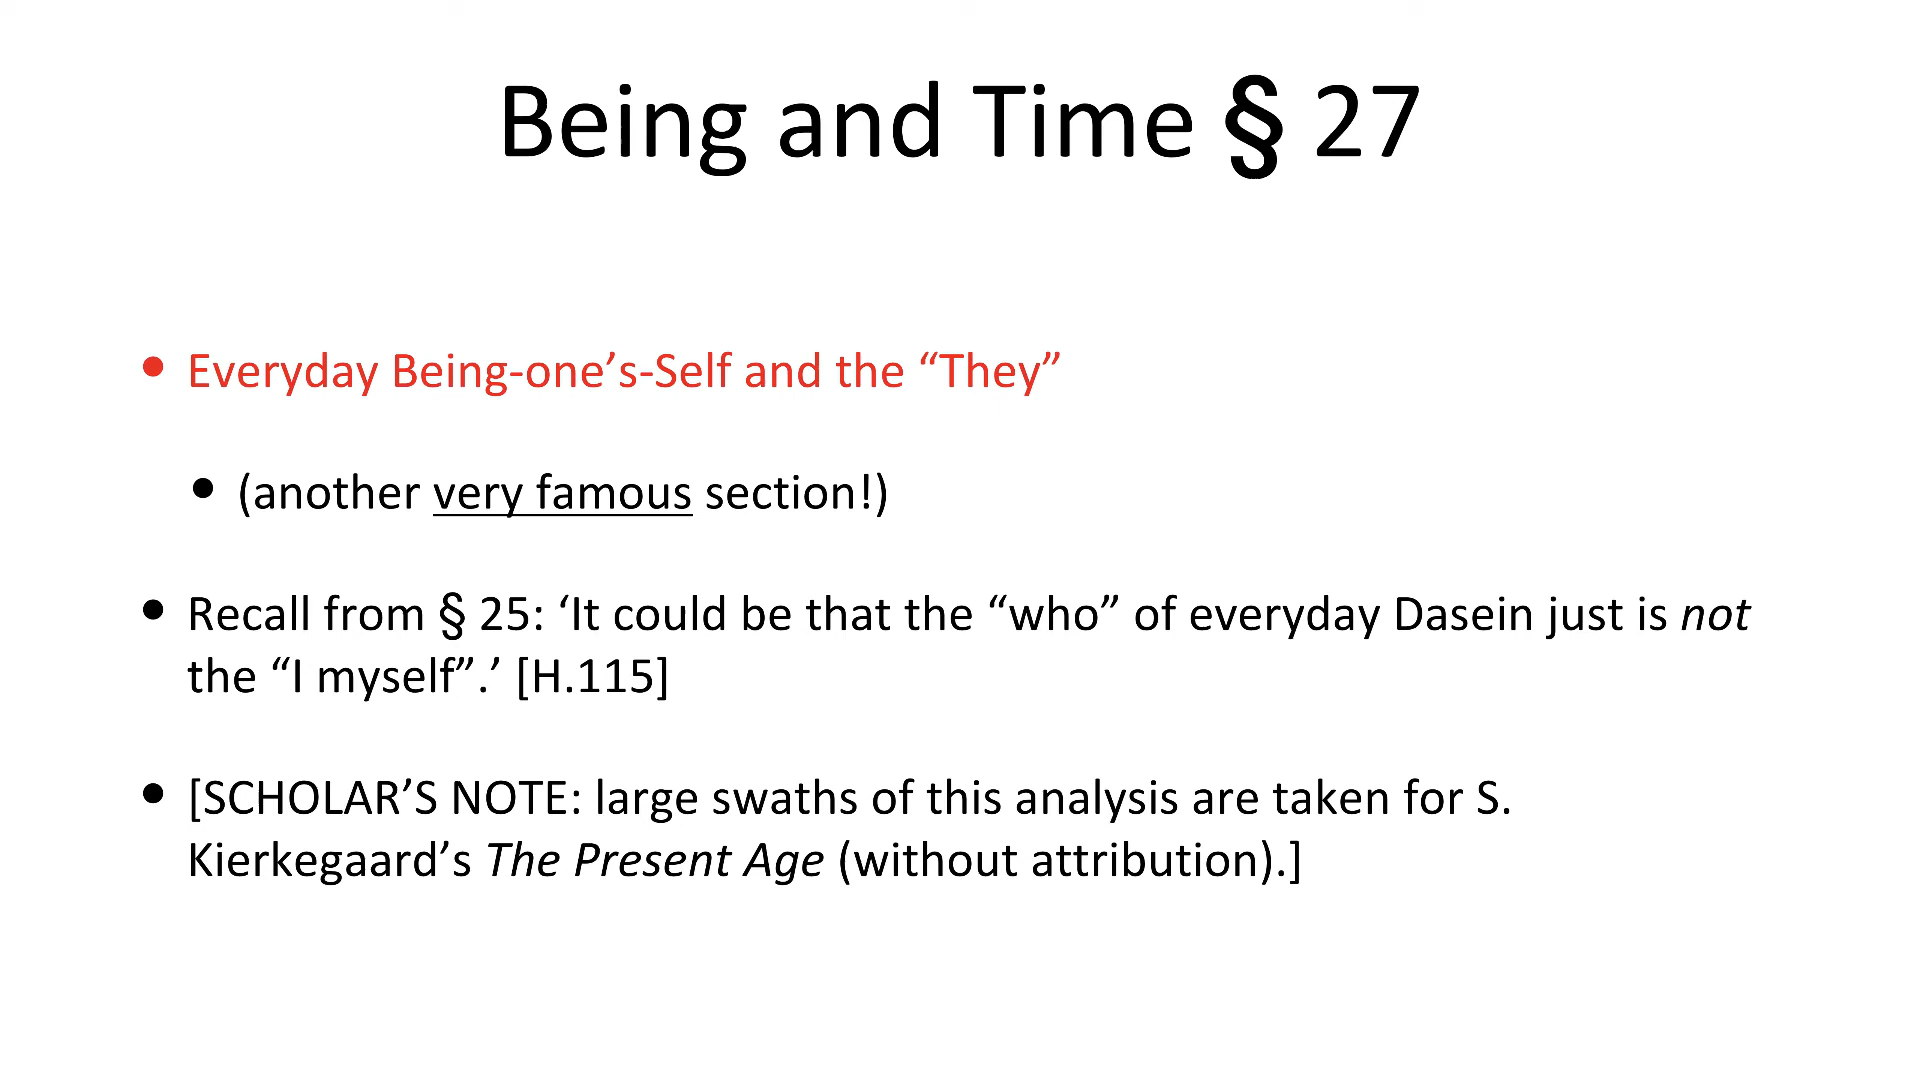 Being and Time § 27
• Everyday Being-one’s-Self and the “They”
• (another very famous section!)
• Recall from § 25: ‘It could be that the “who” of everyday Dasein just is not
the “I myself”.’ [H.115]
• [SCHOLAR’S NOTE: large swaths of this analysis are taken for S.
Kierkegaard’s The Present Age (without attribution).]